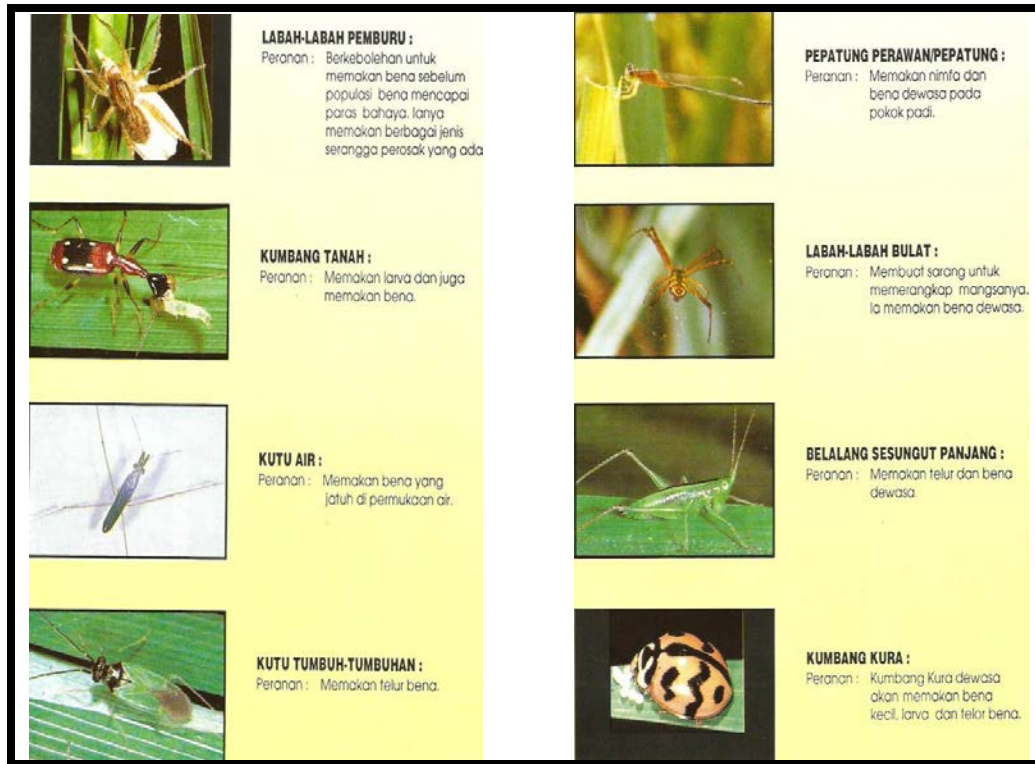 LABAH-LABAH PEMBURU :
Peranan : Berkebolehan untuk
memakan bena sebelum
populasi bena mencapai
paras bahaya. Ianya
memakan berbagai jenis
serangga perosak yang ada
KUMBANG TANAH :
Peranan : Memakan larva dan juga
memakan bena.
KUTU AIR :
Peranan : Memakan bena yang
jatuh di permukaan air.
KUTU TUMBUH-TUMBUHAN :
Peranan : Memakan telur bena.
PEPATUNG PERAWAN/PEPATUNG :
Peranan : Memakan nimfa dan
bena dewasa pada
pokok padi.
LABAH-LABAH BULAT :
Peranan : Membuat sarang untuk
memerangkap mangsanya.
Ia memakan bena dewasa.
BELALANG SESUNGUT PANJANG :
Peranan : Memakan telur dan bena
dewasa.
KUMBANG KURA :
Peranan : Kumbang Kura dewasa
akan memakan bena
kecil, larva dan telor bena.